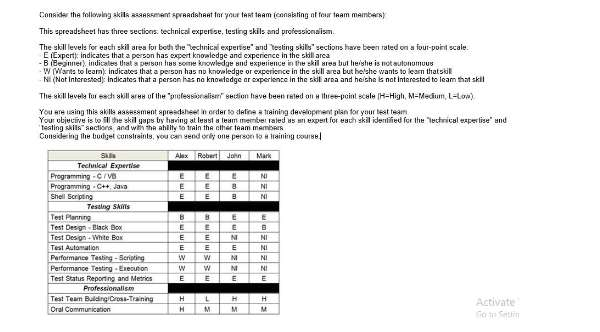 Consider the following skills assessment spreadsheet for your test team (consisting of four team members):
This spreadsheet has three sections: technical expertise, testing skills and professionalism.
The skill levels for each skill area for both the "technical expertise" and "testing skills" sections have been rated on a four-point scale:
- E (Expert): indicates that a person has expert knowledge and experience in the skill area
- B (Beginner): indicates that a person has some knowledge and experience in the skill area but he/she is not autonomous
- W (Wants to learn): indicates that a person has no knowledge or experience in the skill area but he/she wants to learn that skill
- NI (Not Interested): indicates that a person has no knowledge or experience in the skill area and he/she is not interested to learn that skill
The skill levels for each skill area of the "professionalism" section have been rated on a three-point scale (H=High, M=Medium, L=Low).
You are using this skills assessment spreadsheet in order to define a training development plan for your test team.
Your objective is to fill the skill gaps by having at least a team member rated as an expert for each skill identified for the "technical expertise" and
"testing skills" sections, and with the ability to train the other team members.
Considering the budget constraints, you can send only one person to a training course.
Skills Alex Robert John Mark
Technical Expertise
Programming - C / VB E E E NI
Programming - C++, Java E E B NI
Shell Scripting E E B NI
Testing Skills
Test Planning B B E E
Test Design - Black Box E E E B
Test Design - White Box E E NI NI
Test Automation E E E NI
Performance Testing - Scripting W W NI NI
Performance Testing - Execution W W NI NI
Test Status Reporting and Metrics E E E E
Professionalism
Test Team Building/Cross-Training H L H H
Oral Communication H M M M
Activate
Go to Settin